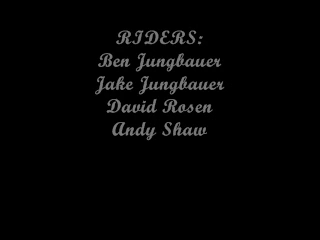 RIDERS:
Ben Jungbauer
Jake Jungbauer
David Rosen
Andy Shaw